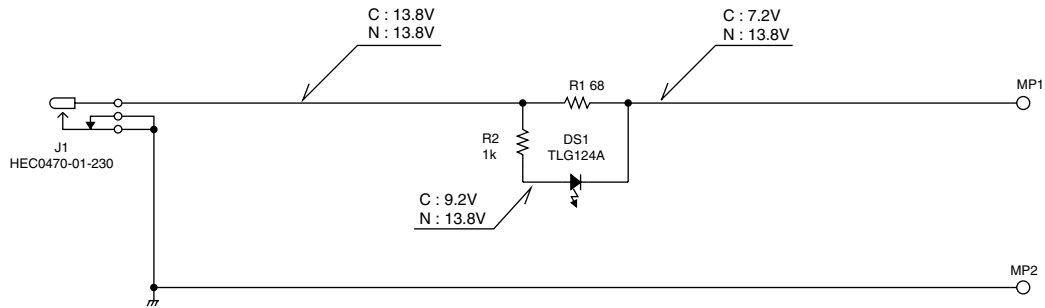 C : 13.8V
N : 13.8V
C : 7.2V
N : 13.8V
R1 68
MP1
J1
HEC0470-01-230
R2
1k
DS1
TLG124A
C : 9.2V
N : 13.8V
MP2